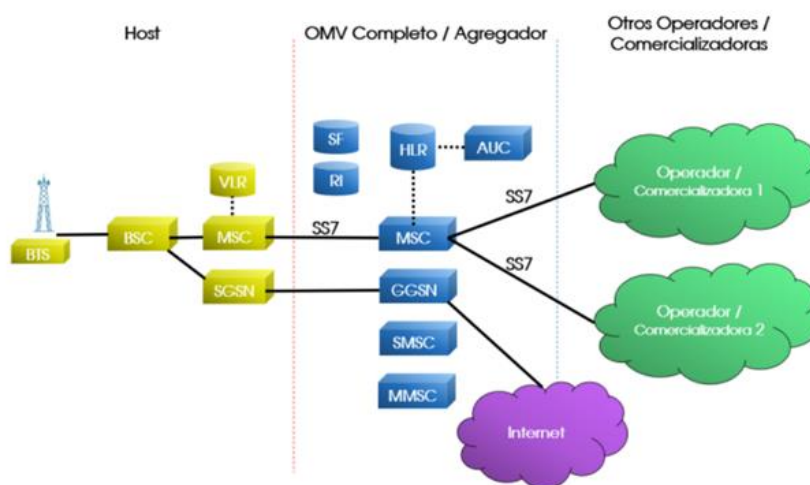 Host
OMV Completo / Agregador
Otros Operadores /
Comercializadoras
SF
RI
HLR
AUC
VLR
BTS
BSC
MSC
SS7
MSC
SS7
SS7
Operador /
Comercializadora 1
SGSN
GGSN
SMSC
MMSC
Operador /
Comercializadora 2
Internet